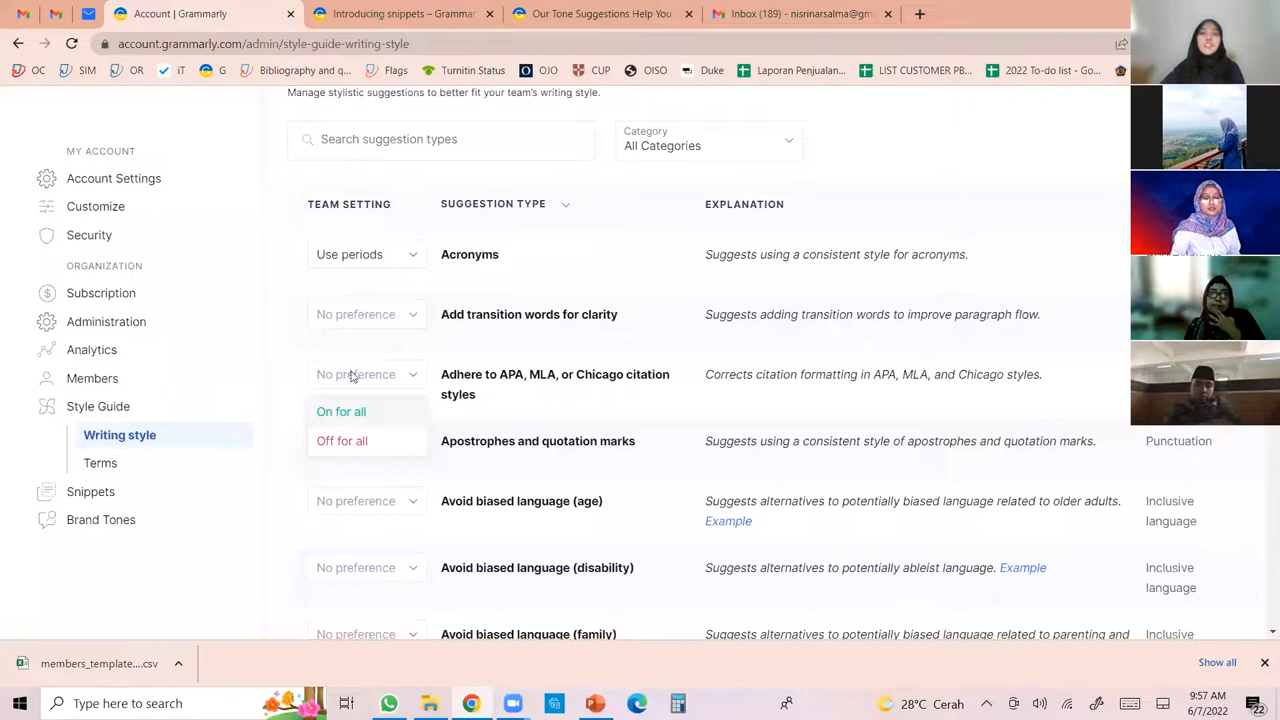 Account | Grammarly
Introducing snippets - Grammar
Our Tone Suggestions Help You
Inbox (189) - nisrinarsalma@gm
account.grammarly.com/admin/style-guide-writing-style
OC
SIM
OR
iT
G
Bibliography and q...
Flags
Turnitin Status
OJO
CUP
OISO
Duke
Laporan Penjualan...
LIST CUSTOMER PB...
2022 To-do list - Go...
Manage stylistic suggestions to better fit your team's writing style.
MY ACCOUNT
Account Settings
Customize
Security
ORGANIZATION
Subscription
Administration
Analytics
Members
Style Guide
Writing style
Terms
Snippets
Brand Tones
Search suggestion types
Category
All Categories
TEAM SETTING SUGGESTION TYPE EXPLANATION
Use periods Acronyms Suggests using a consistent style for acronyms.
No preference Add transition words for clarity Suggests adding transition words to improve paragraph flow.
No preference Adhere to APA, MLA, or Chicago citation Corrects citation formatting in APA, MLA, and Chicago styles.
styles
On for all
Off for all Apostrophes and quotation marks Suggests using a consistent style of apostrophes and quotation marks. Punctuation
No preference Avoid biased language (age) Suggests alternatives to potentially biased language related to older adults. Inclusive
Example language
No preference Avoid biased language (disability) Suggests alternatives to potentially ableist language. Example Inclusive
language
No preference Avoid biased language (family) Suggests alternatives to potentially biased language related to parenting and Inclusive
members_template....csv
Show all
Type here to search
28°C Cerah
9:57 AM
6/7/2022
22